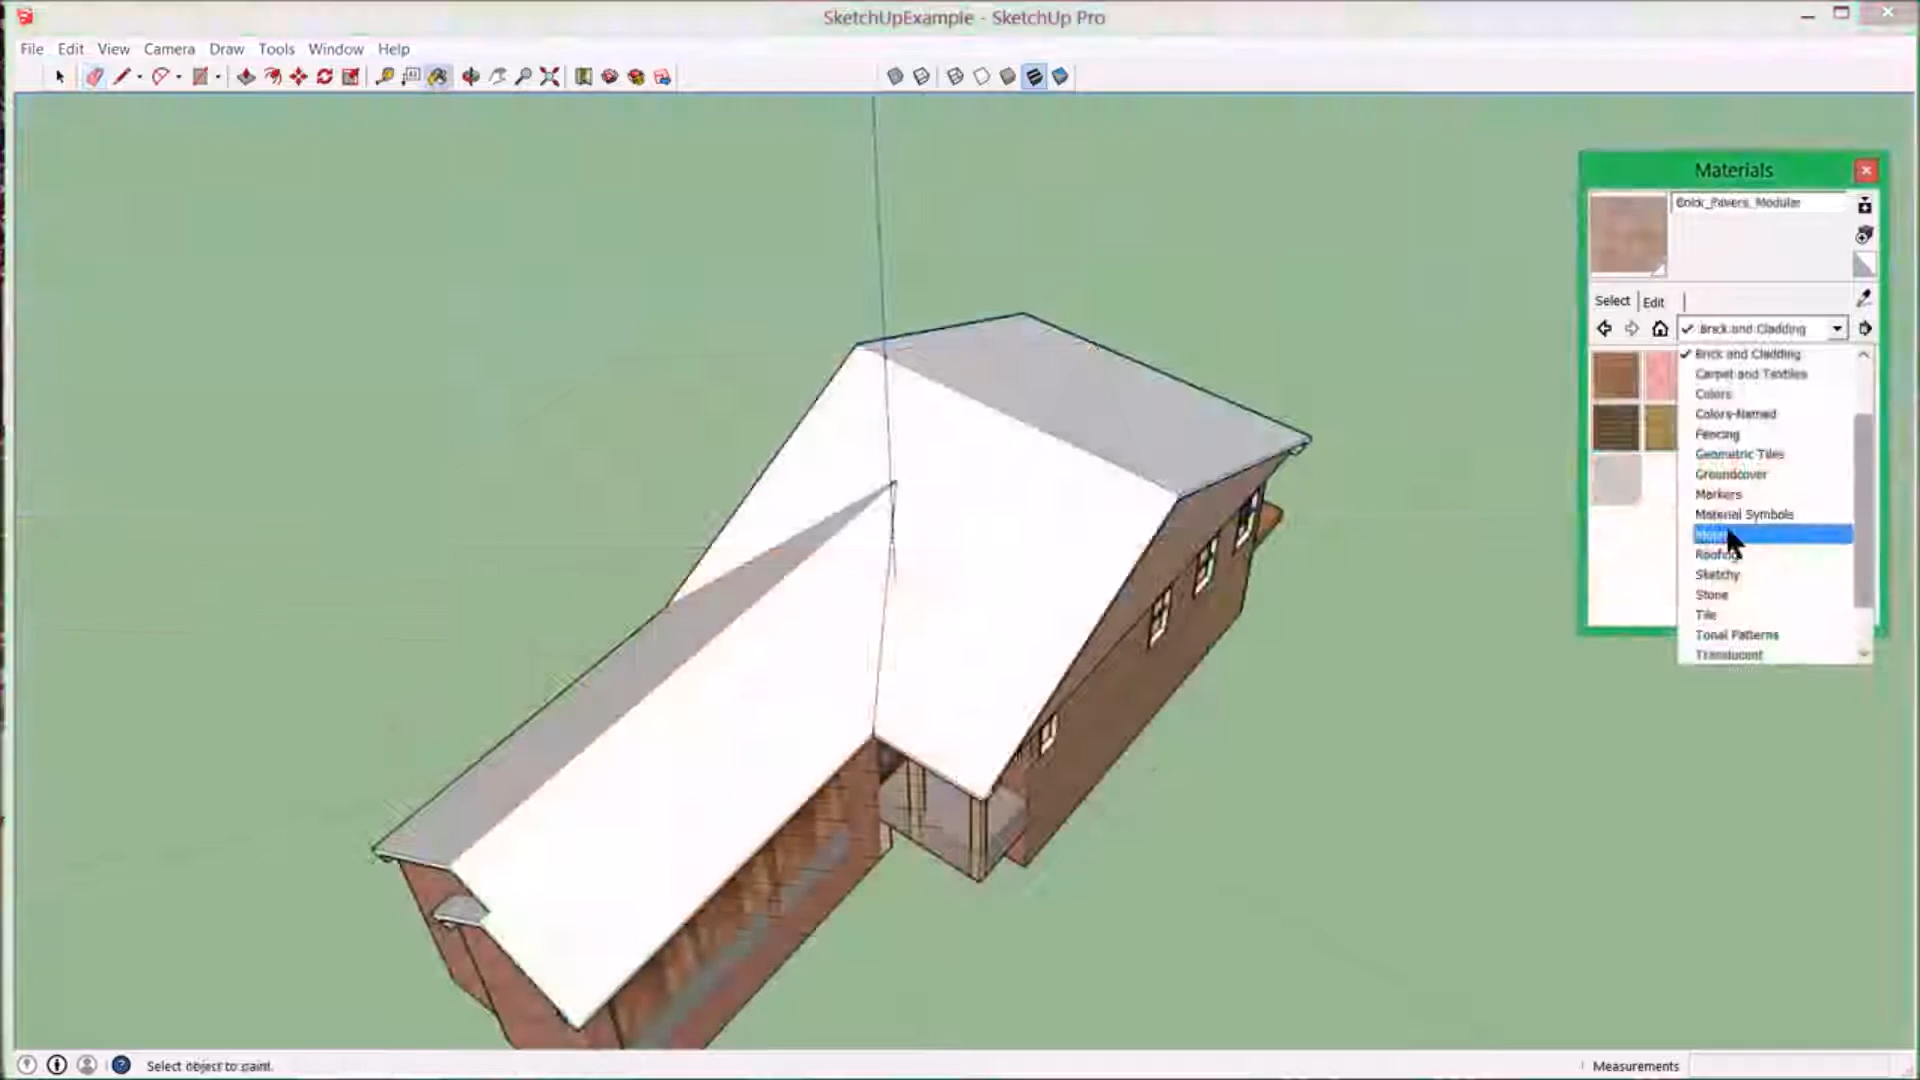 SketchUpExample - SketchUp Pro
File Edit View Camera Draw Tools Window Help
Materials
Brick_Pavers_Modular
Select Edit
Brick and Cladding
Brick and Cladding
Carpet and Textiles
Colors
Colors-Named
Fencing
Geometric Tiles
Groundcover
Markers
Material Symbols
Roofing
Sketchy
Stone
Tile
Tonal Patterns
Translucent
Select object to paint.
Measurements